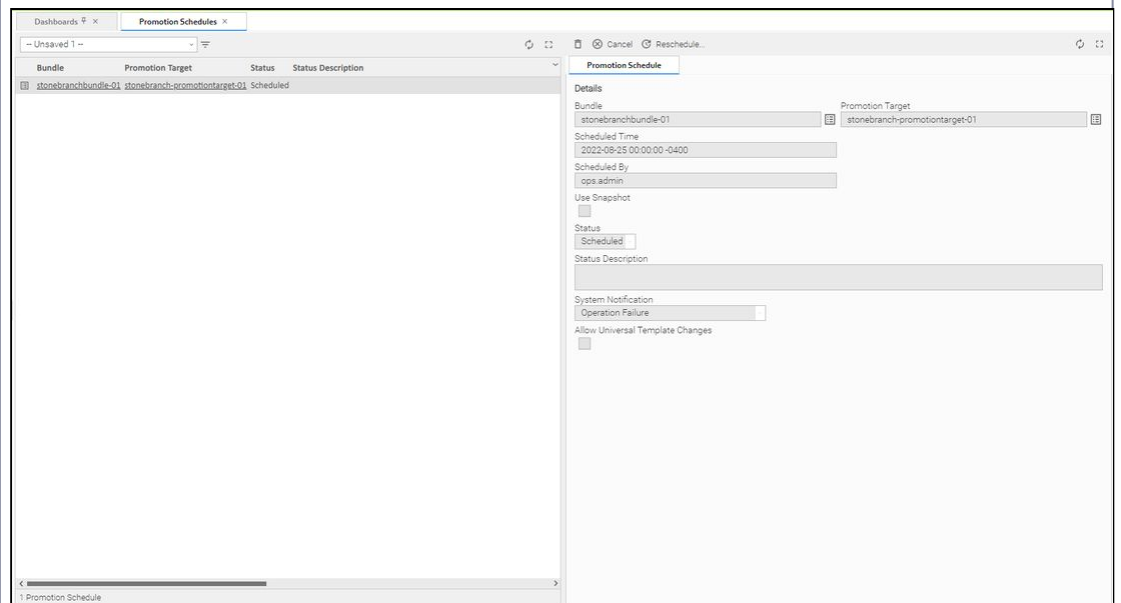 Dashboards
Promotion Schedules
-- Unsaved 1 --
Bundle Promotion Target Status Status Description
stonebranchbundle-01 stonebranch-promotiontarget-01 Scheduled
1 Promotion Schedule
Cancel Reschedule...
Promotion Schedule
Details
Bundle Promotion Target
stonebranchbundle-01 stonebranch-promotiontarget-01
Scheduled Time
2022-08-25 00:00:00 -0400
Scheduled By
ops.admin
Use Snapshot
Status
Scheduled
Status Description
System Notification
Operation Failure
Allow Universal Template Changes